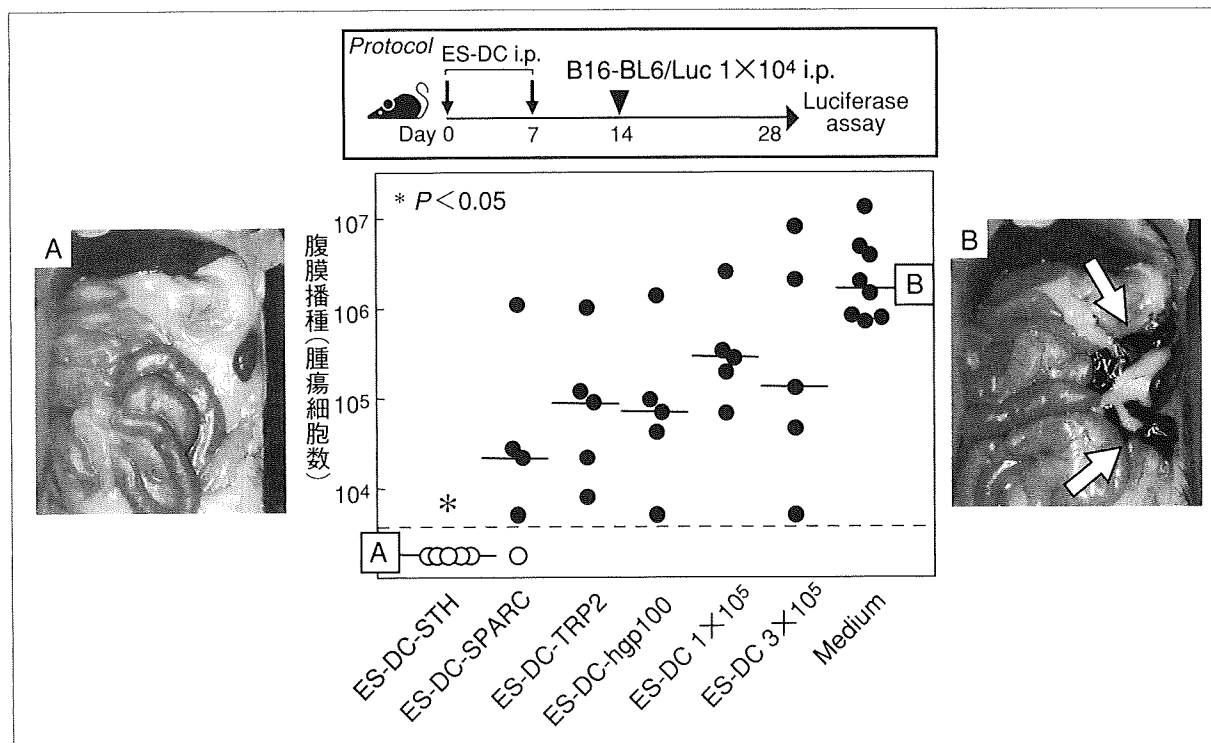 Protocol
ES-DC i.p.
B16-BL6/Luc 1×10⁴ i.p.
Luciferase
assay
Day 0 7 14 28
* P<0.05
腹膜播種(腫瘍細胞数)
10⁷
10⁶
10⁵
10⁴
*
A
B
A
B
ES-DC-STH
ES-DC-SPARC
ES-DC-TRP2
ES-DC-hgp100
ES-DC 1×10⁵
ES-DC 3×10⁵
Medium